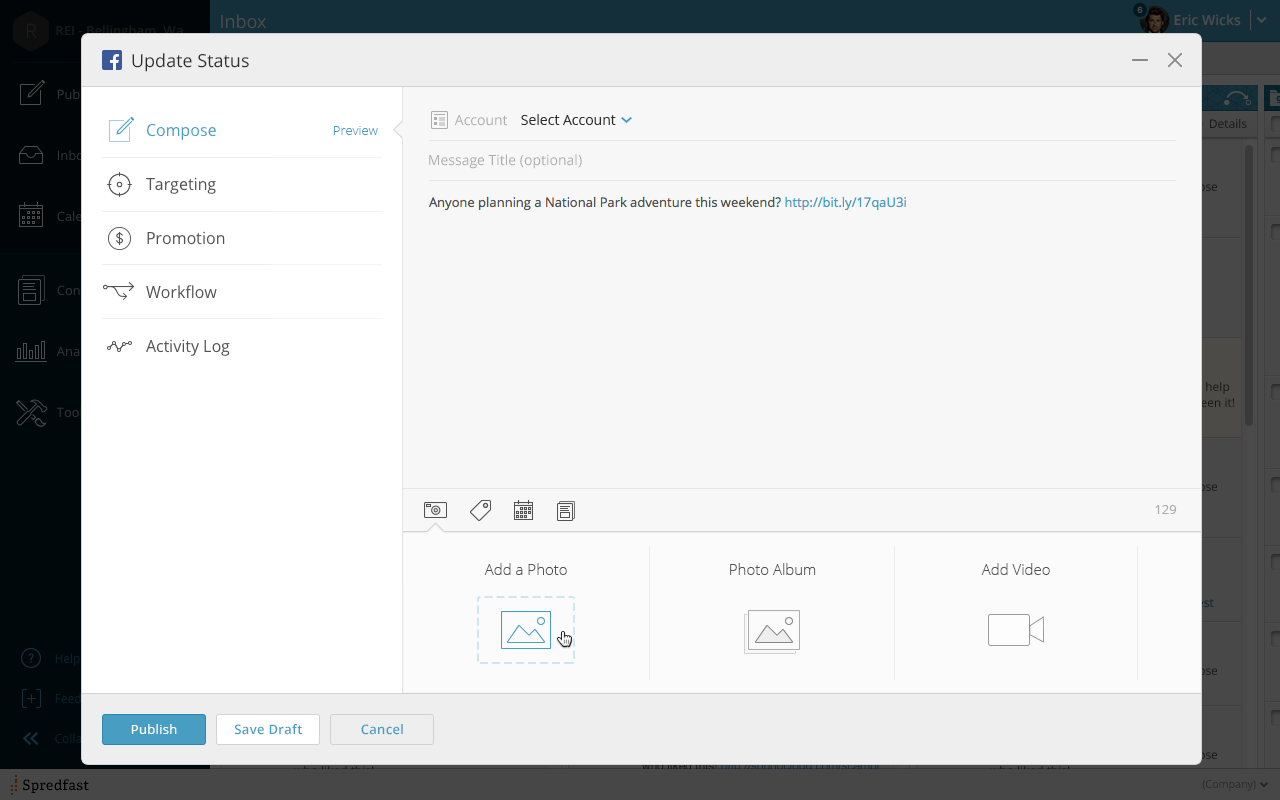 R REI - Bellingham, Wa
Inbox
6
Eric Wicks
Update Status
Compose
Preview
Targeting
Promotion
Workflow
Activity Log
Account Select Account
Message Title (optional)
Anyone planning a National Park adventure this weekend? http://bit.ly/17qaU3i
129
Add a Photo
Photo Album
Add Video
Publish
Save Draft
Cancel
Pub
Inbo
Cale
Con
Ana
Too
Help
Feed
Colla
Details
ose
help
een it!
ose
ose
est
ose
ose
Spredfast
(Company)